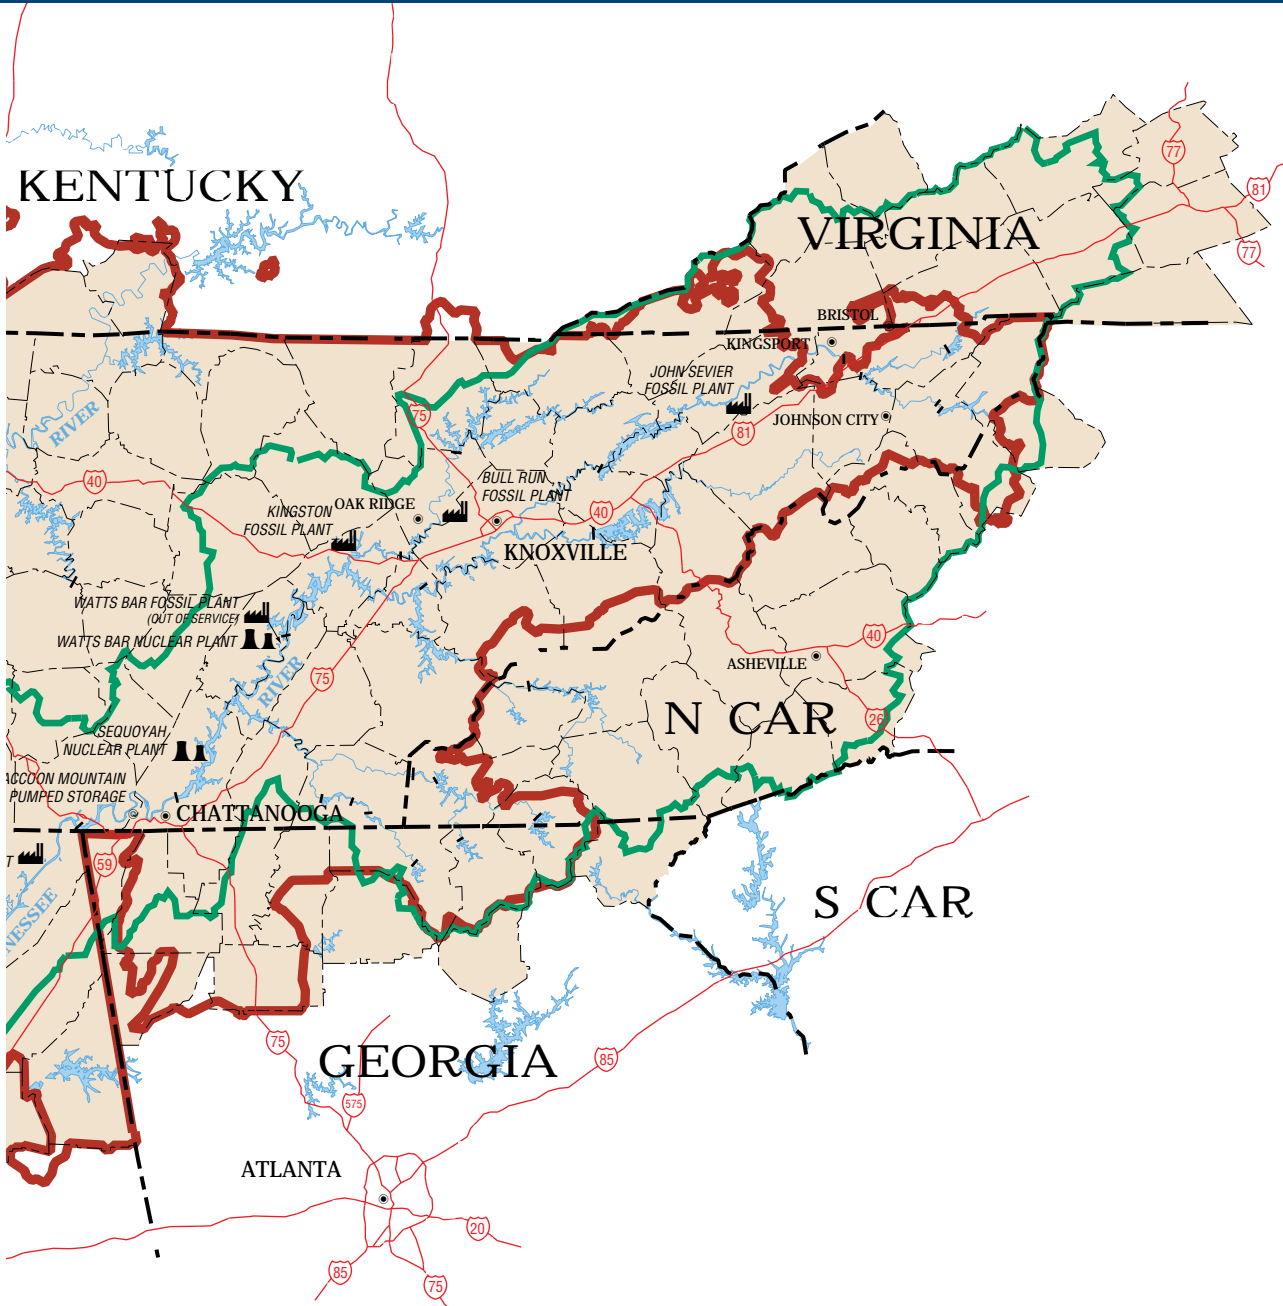 77
KENTUCKY
81
VIRGINIA
77
BRISTOL
KINGSPORT
JOHN SEVIER
FOSSIL PLANT
RIVER
75
81
JOHNSON CITY
40
BULL RUN
FOSSIL PLANT
KINGSTON
FOSSIL PLANT
OAK RIDGE
40
KNOXVILLE
WATTS BAR FOSSIL PLANT
(OUT OF SERVICE)
WATTS BAR NUCLEAR PLANT
40
ASHEVILLE
RIVER
75
N CAR
26
SEQUOYAH
NUCLEAR PLANT
ACCOON MOUNTAIN
PUMPED STORAGE
CHATTANOOGA
T
59
NESSEE
S CAR
75
GEORGIA
85
575
ATLANTA
20
85
75